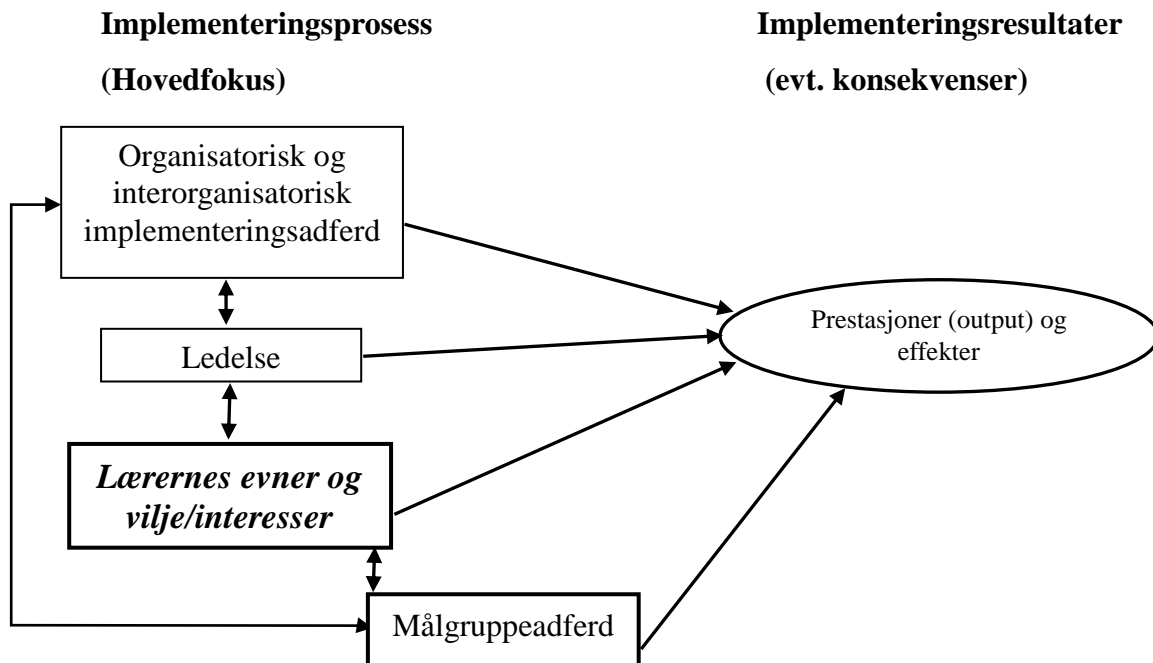 Implementeringsprosess
(Hovedfokus)
Implementeringsresultater
(evt. konsekvenser)
Organisatorisk og
interorganisatorisk
implementeringsadferd
Ledelse
Lærernes evner og
vilje/interesser
Målgruppeadferd
Prestasjoner (output) og
effekter